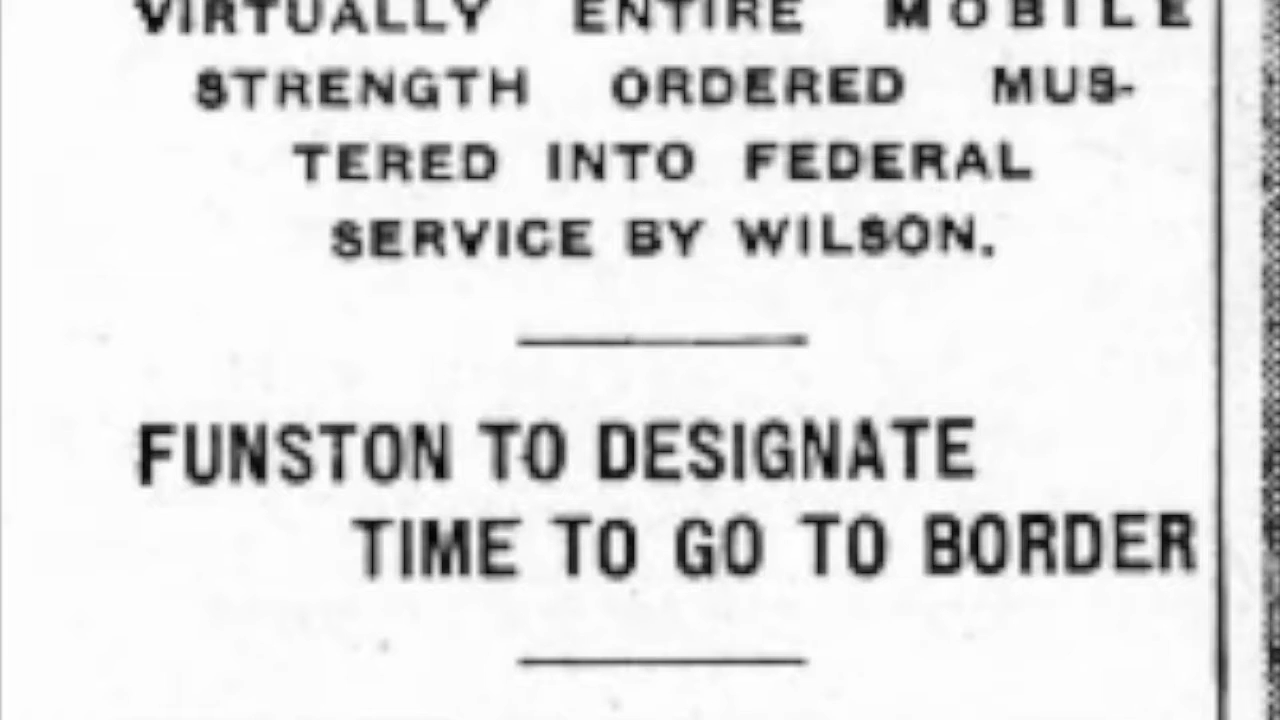 VIRTUALLY ENTIRE MOBILE
STRENGTH ORDERED MUS-
TERED INTO FEDERAL
SERVICE BY WILSON.
FUNSTON TO DESIGNATE
TIME TO GO TO BORDER